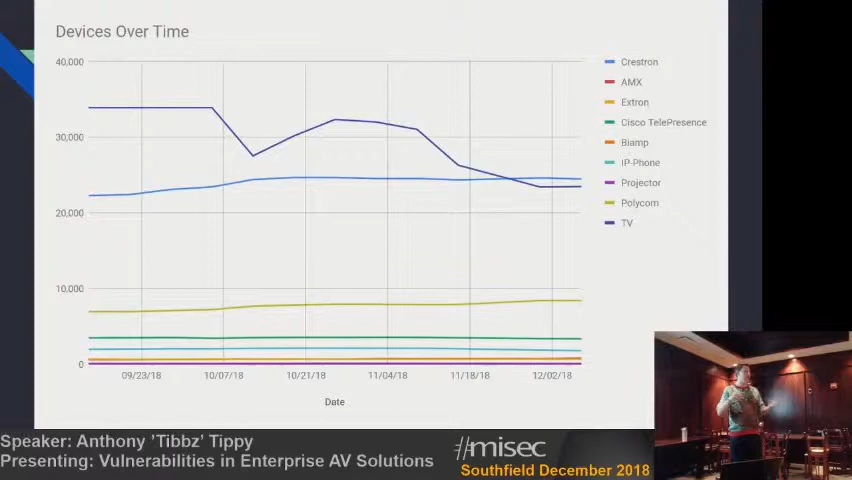 Devices Over Time
40,000
30,000
20,000
10,000
0
09/23/18
10/07/18
10/21/18
11/04/18
11/18/18
12/02/18
Date
Crestron
AMX
Extron
Cisco TelePresence
Biamp
IP-Phone
Projector
Polycom
TV
Speaker: Anthony 'Tibbz' Tippy
Presenting: Vulnerabilities in Enterprise AV Solutions
#misec
Southfield December 2018